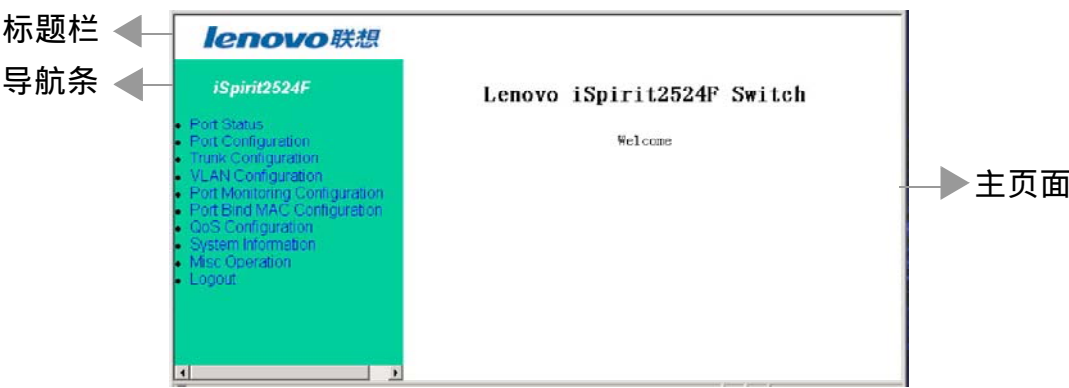 标题栏
lenovo联想
导航条
iSpirit2524F
Port Status
Port Configuration
Trunk Configuration
VLAN Configuration
Port Monitoring Configuration
Port Bind MAC Configuration
QoS Configuration
System Information
Misc Operation
Logout
Lenovo iSpirit2524F Switch
Welcome
主页面